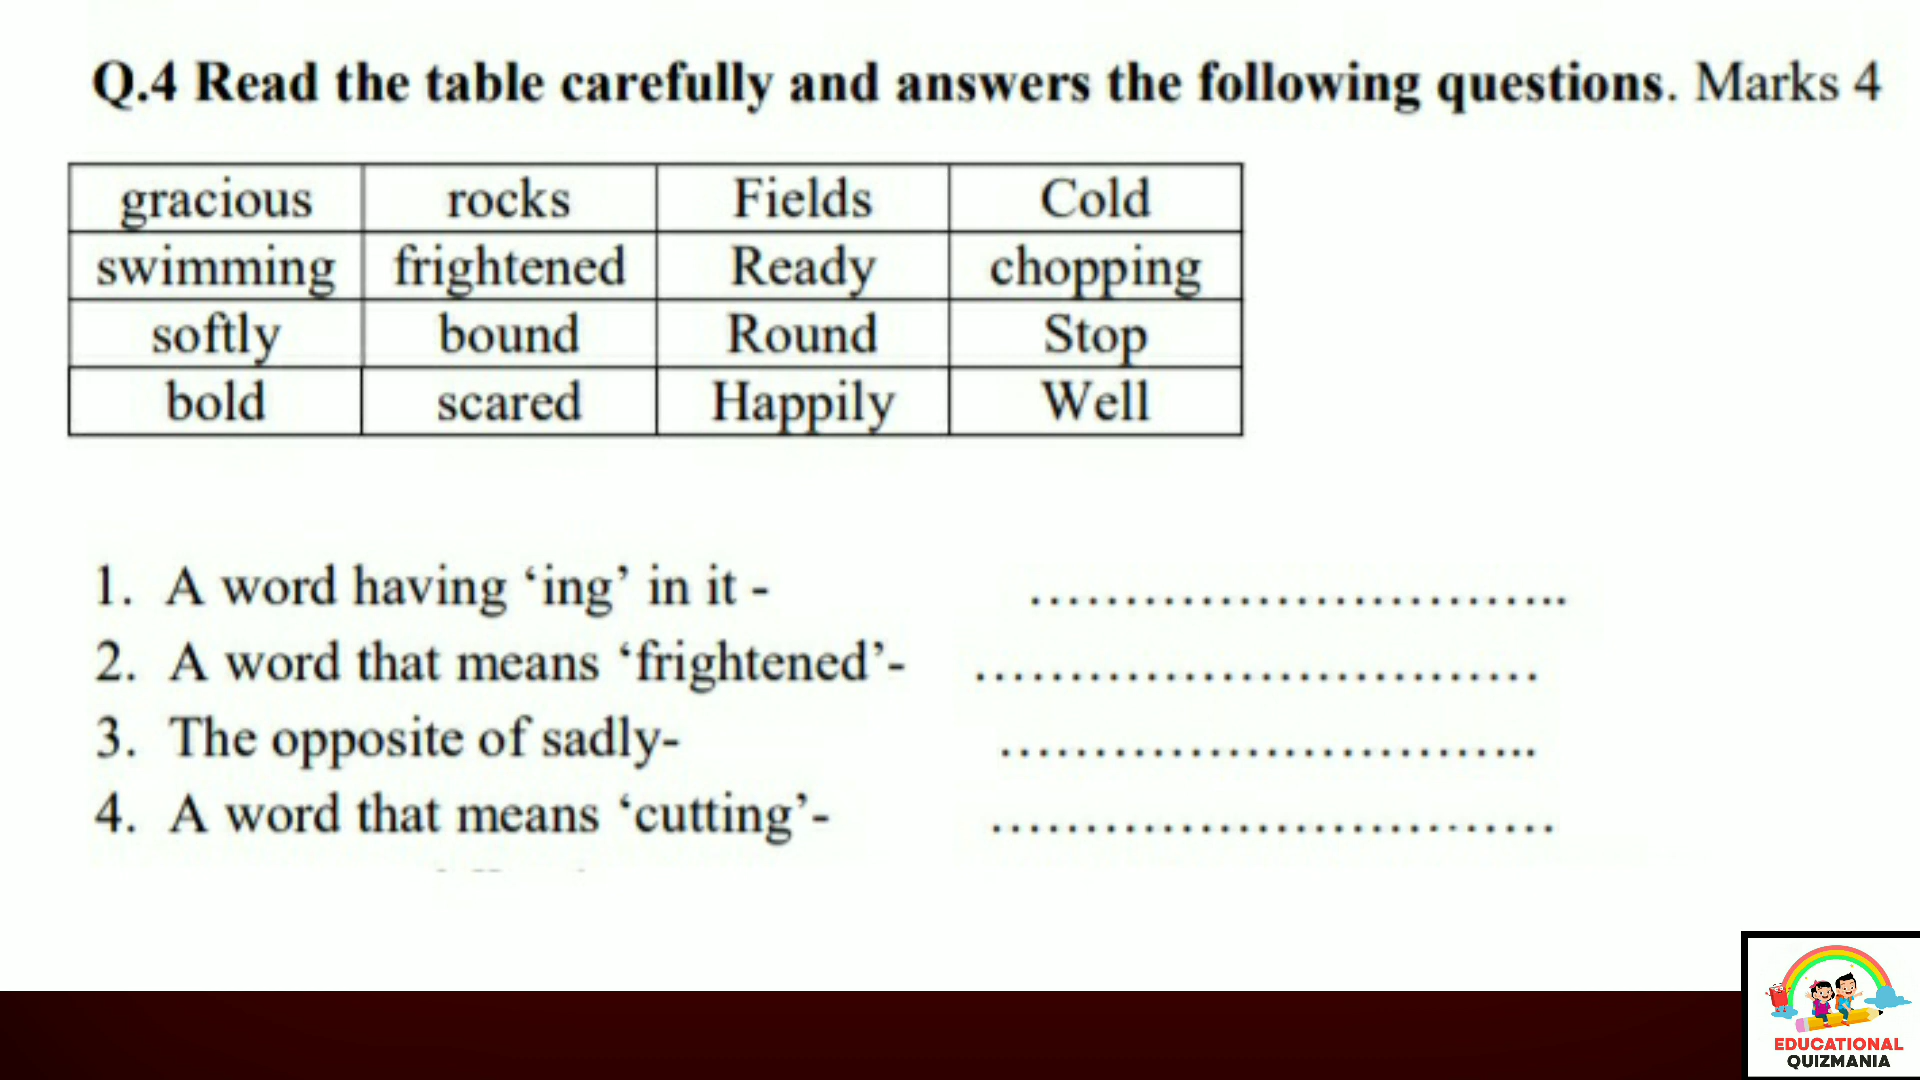 Q.4 Read the table carefully and answers the following questions. Marks 4
gracious rocks Fields Cold
swimming frightened Ready chopping
softly bound Round Stop
bold scared Happily Well
1. A word having ‘ing’ in it - ................................
2. A word that means ‘frightened’- ................................
3. The opposite of sadly- ................................
4. A word that means ‘cutting’- ................................
EDUCATIONAL
QUIZMANIA